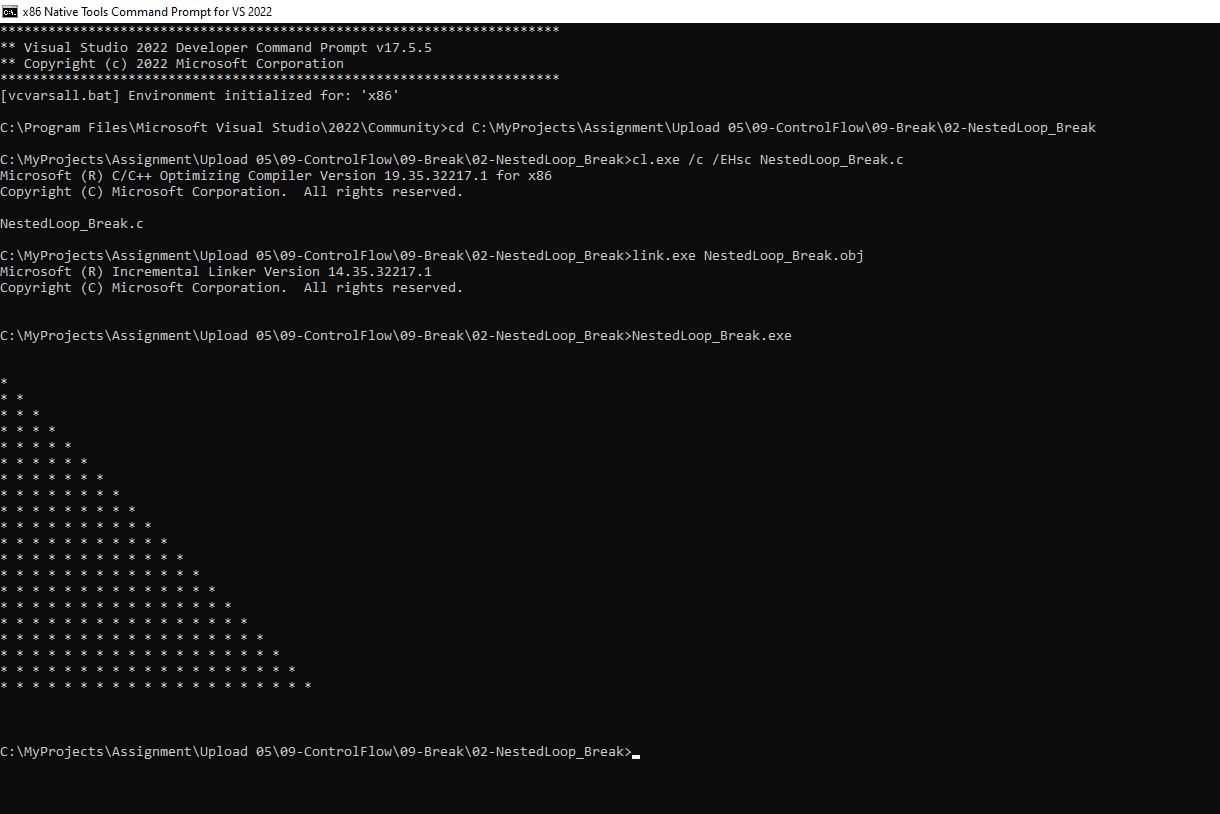 x86 Native Tools Command Prompt for VS 2022
**********************************************************************
** Visual Studio 2022 Developer Command Prompt v17.5.5
** Copyright (c) 2022 Microsoft Corporation
**********************************************************************
[vcvarsall.bat] Environment initialized for: 'x86'
C:\Program Files\Microsoft Visual Studio\2022\Community>cd C:\MyProjects\Assignment\Upload 05\09-ControlFlow\09-Break\02-NestedLoop_Break
C:\MyProjects\Assignment\Upload 05\09-ControlFlow\09-Break\02-NestedLoop_Break>cl.exe /c /EHsc NestedLoop_Break.c
Microsoft (R) C/C++ Optimizing Compiler Version 19.35.32217.1 for x86
Copyright (C) Microsoft Corporation.  All rights reserved.
NestedLoop_Break.c
C:\MyProjects\Assignment\Upload 05\09-ControlFlow\09-Break\02-NestedLoop_Break>link.exe NestedLoop_Break.obj
Microsoft (R) Incremental Linker Version 14.35.32217.1
Copyright (C) Microsoft Corporation.  All rights reserved.
C:\MyProjects\Assignment\Upload 05\09-ControlFlow\09-Break\02-NestedLoop_Break>NestedLoop_Break.exe
*
* *
* * *
* * * *
* * * * *
* * * * * *
* * * * * * *
* * * * * * * *
* * * * * * * * *
* * * * * * * * * *
* * * * * * * * * * *
* * * * * * * * * * * *
* * * * * * * * * * * * *
* * * * * * * * * * * * * *
* * * * * * * * * * * * * * *
* * * * * * * * * * * * * * * *
* * * * * * * * * * * * * * * * *
* * * * * * * * * * * * * * * * * *
* * * * * * * * * * * * * * * * * * *
* * * * * * * * * * * * * * * * * * * *
C:\MyProjects\Assignment\Upload 05\09-ControlFlow\09-Break\02-NestedLoop_Break>